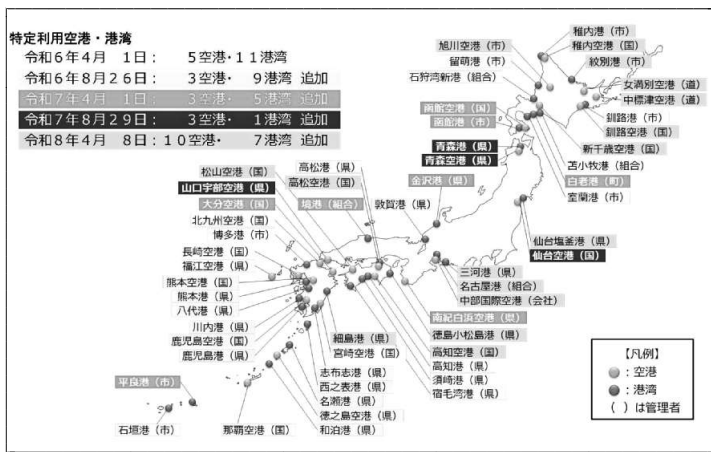 特定利用空港・港湾
令和6年4月 1日： 5空港・11港湾
令和6年8月26日： 3空港・ 9港湾 追加
令和7年4月 1日： 3空港・ 5港湾 追加
令和7年8月29日： 3空港・ 1港湾 追加
令和8年4月 8日：10空港・ 7港湾 追加
稚内港（市）
稚内空港（国）
紋別港（市）
旭川空港（市）
留萌港（市）
石狩湾新港（組合）
女満別空港（道）
中標津空港（道）
釧路港（市）
釧路空港（国）
函館空港（国）
函館港（市）
新千歳空港（国）
苫小牧港（組合）
白老港（町）
室蘭港（市）
青森港（県）
青森空港（県）
仙台塩釜港（県）
仙台空港（国）
高松港（県）
高松空港（国）
松山空港（国）
山口宇部空港（県）
大分空港（国）
境港（組合）
金沢港（県）
敦賀港（県）
北九州空港（国）
博多港（市）
長崎空港（国）
福江空港（県）
熊本空港（国）
熊本港（県）
八代港（県）
川内港（県）
鹿児島空港（国）
鹿児島港（県）
三河港（県）
名古屋港（組合）
中部国際空港（会社）
南紀白浜空港（県）
徳島小松島港（県）
高知空港（国）
高知港（県）
須崎港（県）
宿毛湾港（県）
細島港（県）
宮崎空港（国）
志布志港（県）
西之表港（県）
名瀬港（県）
徳之島空港（県）
和泊港（県）
平良港（市）
石垣港（市）
那覇空港（国）
【凡例】
：空港
：港湾
（ ）は管理者